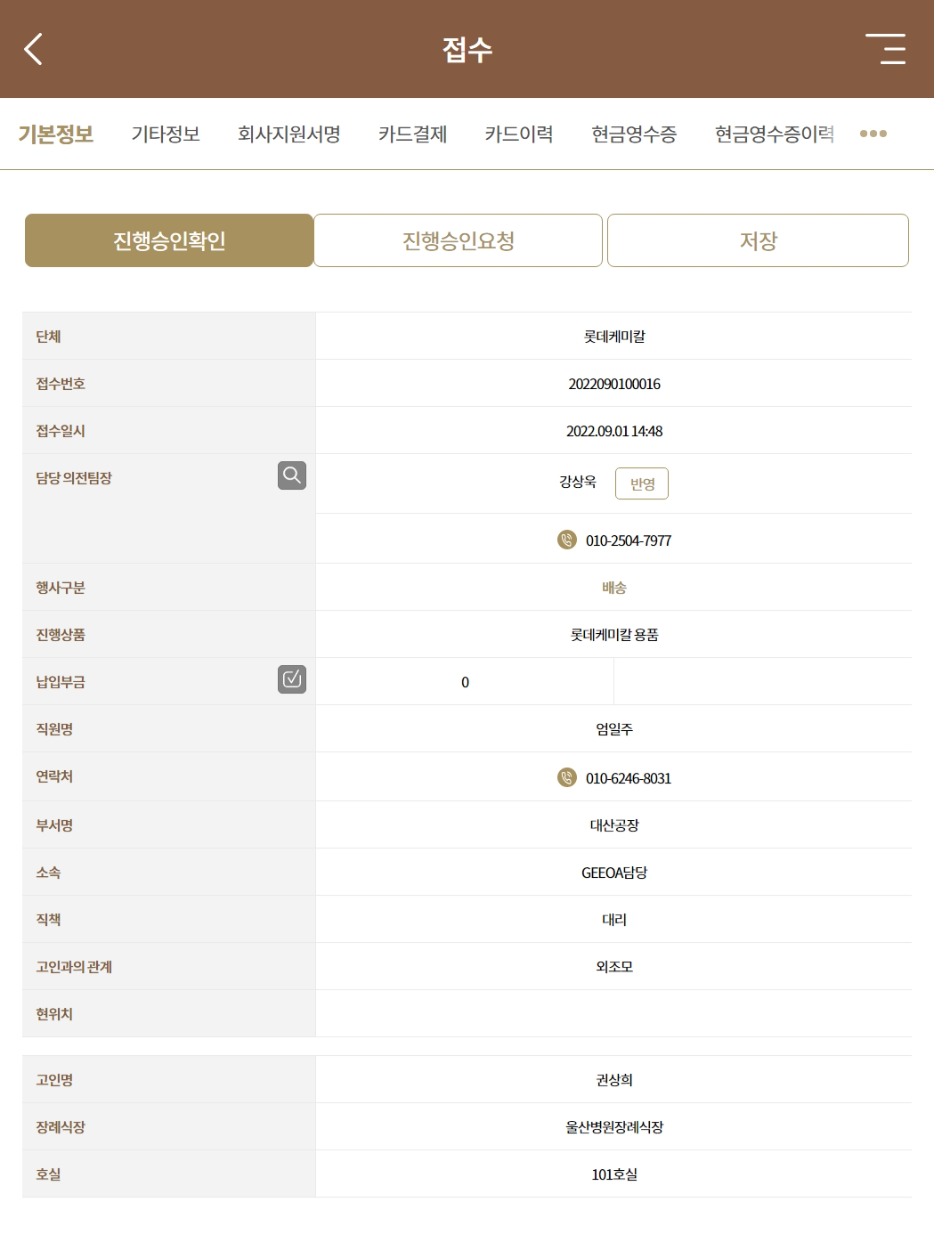 접수
기본정보 기타정보 회사지원서명 카드결제 카드이력 현금영수증 현금영수증이력
진행승인확인 진행승인요청 저장
단체 롯데케미칼
접수번호 2022090100016
접수일시 2022.09.01 14:48
담당 의전팀장 강상욱 반영
010-2504-7977
행사구분 배송
진행상품 롯데케미칼 용품
납입부금 0
직원명 엄일주
연락처 010-6246-8031
부서명 대산공장
소속 GEEOA담당
직책 대리
고인과의 관계 외조모
현위치
고인명 권상희
장례식장 울산병원장례식장
호실 101호실